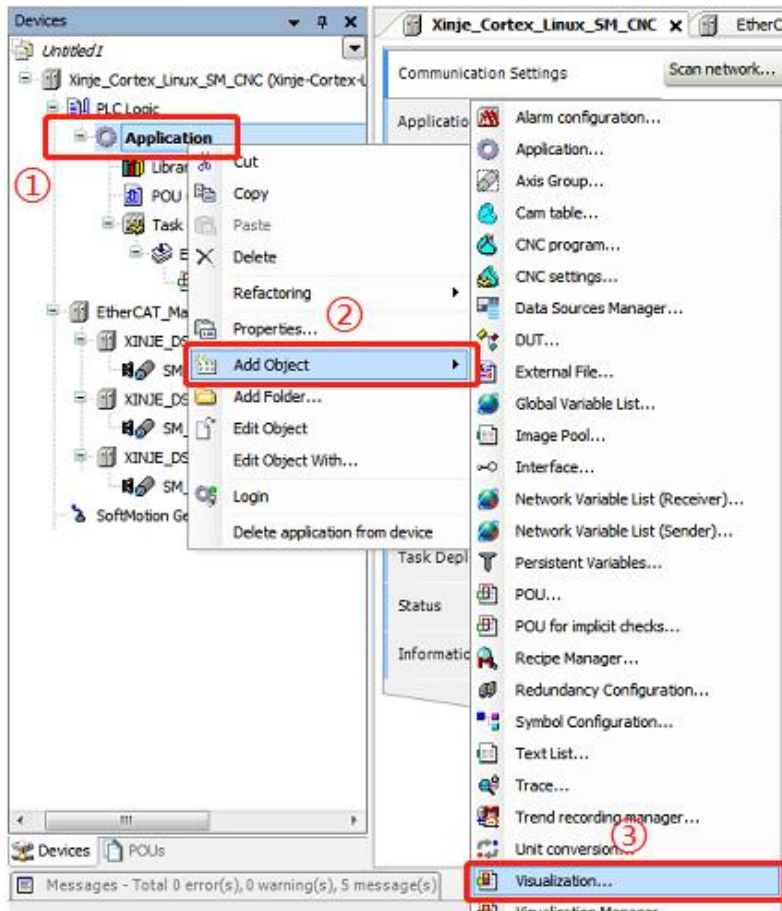 Devices
Untitled1
Xinje_Cortex_Linux_SM_CNC (Xinje-Cortex-L
PLC Logic
Application
Librar
POU
Task
E
EtherCAT_Ma
XINJE_DS
SM_
XINJE_DS
SM_
XINJE_DS
SM_
SoftMotion Ge
①
Cut
Copy
Paste
Delete
Refactoring
②
Properties...
Add Object
Add Folder...
Edit Object
Edit Object With...
Login
Delete application from device
Devices
POUs
Messages - Total 0 error(s), 0 warning(s), 5 message(s)
Xinje_Cortex_Linux_SM_CNC
EtherC
Communication Settings
Scan network...
Applicatio
Task Depl
Status
Informatic
Alarm configuration...
Application...
Axis Group...
Cam table...
CNC program...
CNC settings...
Data Sources Manager...
DUT...
External File...
Global Variable List...
Image Pool...
Interface...
Network Variable List (Receiver)...
Network Variable List (Sender)...
Persistent Variables...
POU...
POU for implicit checks...
Recipe Manager...
Redundancy Configuration...
Symbol Configuration...
Text List...
Trace...
Trend recording manager...
③
Unit conversion...
Visualization...
Visualization Manager